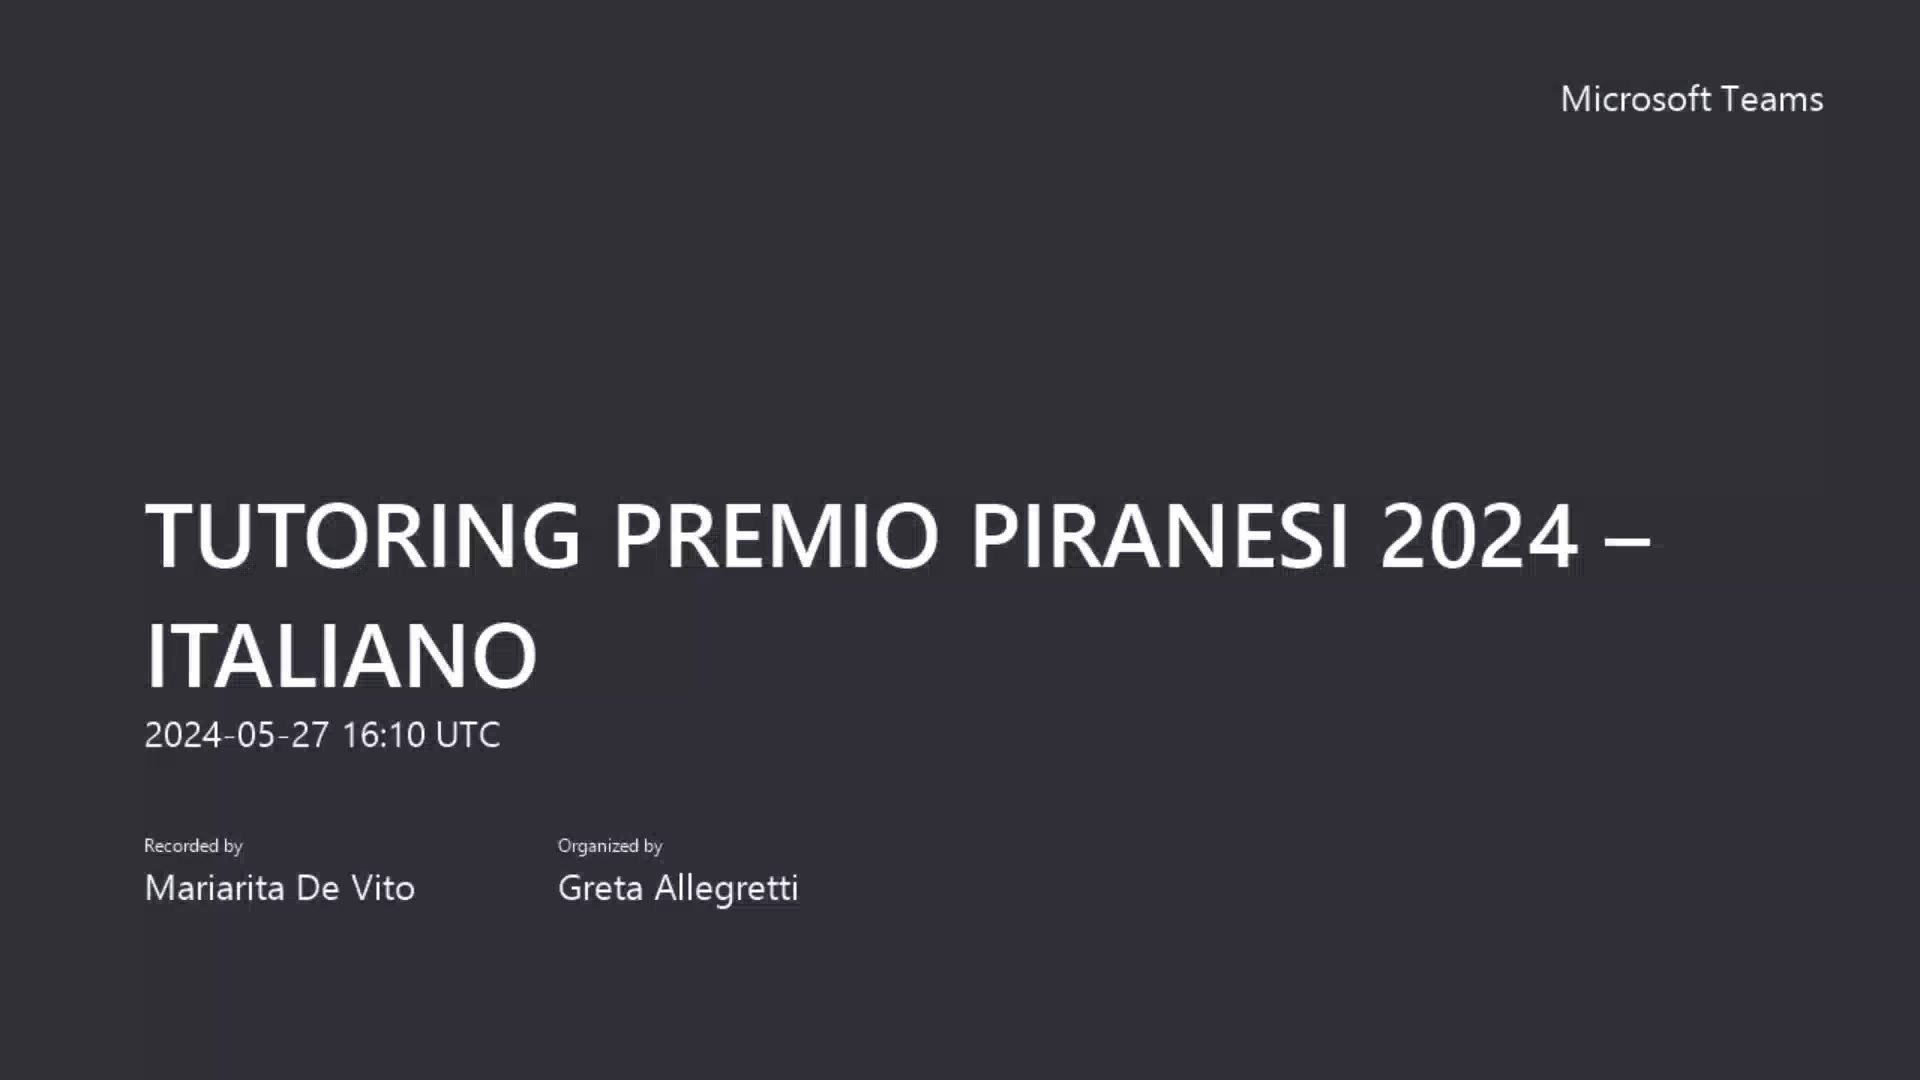 Microsoft Teams
TUTORING PREMIO PIRANESI 2024 –
ITALIANO
2024-05-27 16:10 UTC
Recorded by
Organized by
Mariarita De Vito
Greta Allegretti